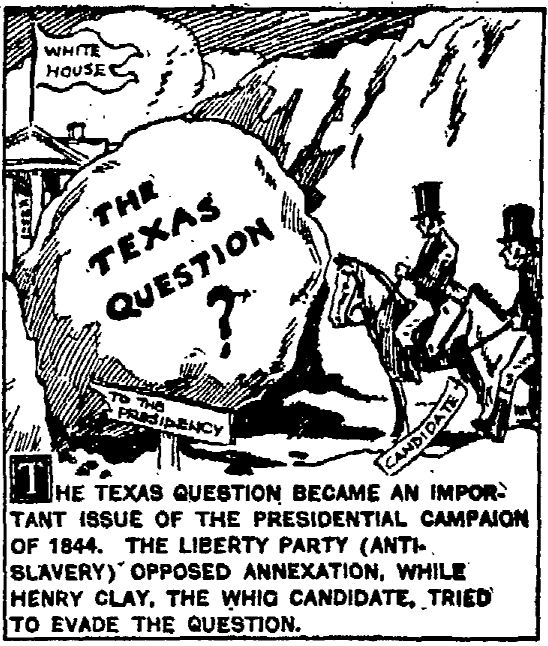 WHITE
HOUSE
THE
TEXAS
QUESTION
?
TO THE
PRESIDENCY
CANDIDATE
THE TEXAS QUESTION BECAME AN IMPOR-
TANT ISSUE OF THE PRESIDENTIAL CAMPAIGN
OF 1844. THE LIBERTY PARTY (ANTI-
SLAVERY) OPPOSED ANNEXATION, WHILE
HENRY CLAY, THE WHIG CANDIDATE, TRIED
TO EVADE THE QUESTION.